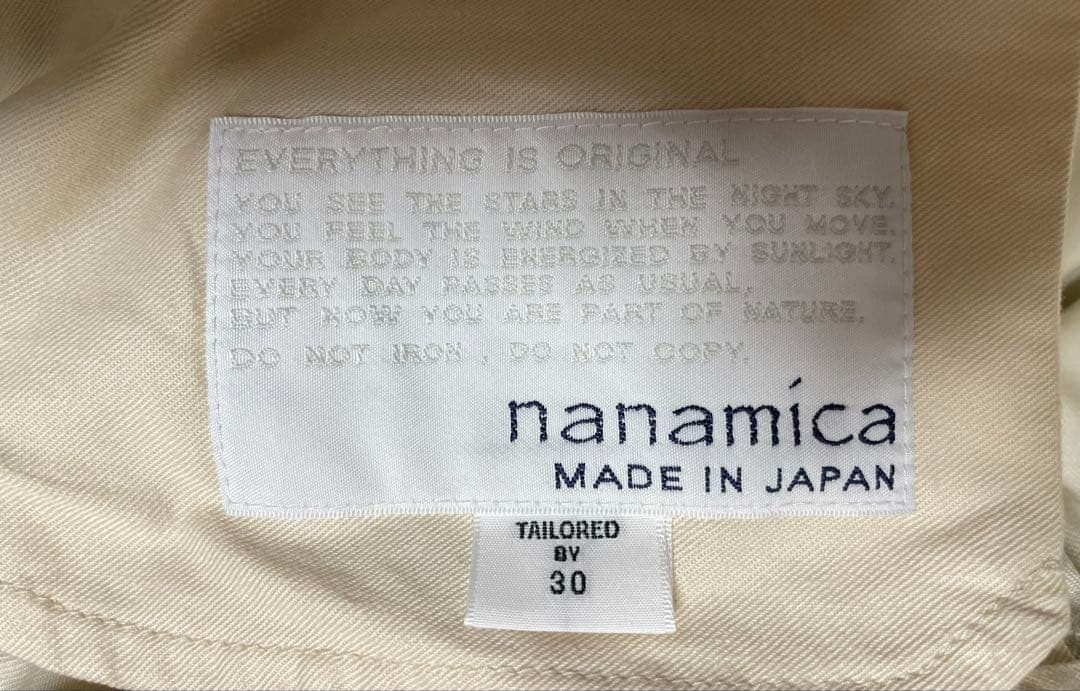 EVERYTHING IS ORIGINAL
YOU SEE THE STARS IN THE NIGHT SKY.
YOU FEEL THE WIND WHEN YOU MOVE.
YOUR BODY IS ENERGIZED BY SUNLIGHT.
EVERY DAY PASSES AS USUAL,
BUT NOW YOU ARE PART OF NATURE.
DO NOT IRON , DO NOT COPY.
nanamíca
MADE IN JAPAN
TAILORED
BY
30